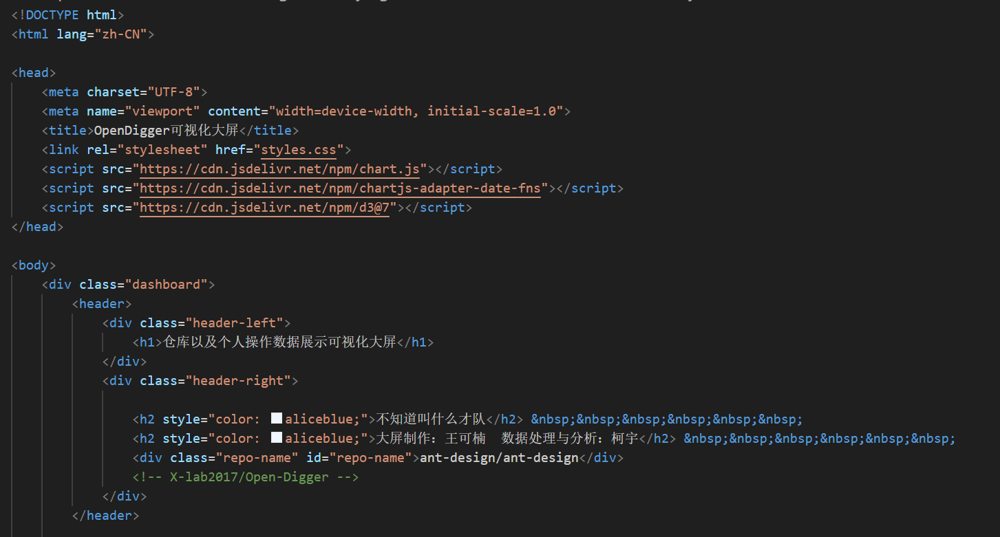 <!DOCTYPE html>
<html lang="zh-CN">
<head>
<meta charset="UTF-8">
<meta name="viewport" content="width=device-width, initial-scale=1.0">
<title>OpenDigger可视化大屏</title>
<link rel="stylesheet" href="styles.css">
<script src="https://cdn.jsdelivr.net/npm/chart.js"></script>
<script src="https://cdn.jsdelivr.net/npm/chartjs-adapter-date-fns"></script>
<script src="https://cdn.jsdelivr.net/npm/d3@7"></script>
</head>
<body>
<div class="dashboard">
<header>
<div class="header-left">
<h1>仓库以及个人操作数据展示可视化大屏</h1>
</div>
<div class="header-right">
<h2 style="color: aliceblue;">不知道叫什么才队</h2> &nbsp;&nbsp;&nbsp;&nbsp;&nbsp;&nbsp;
<h2 style="color: aliceblue;">大屏制作：王可楠　数据处理与分析：柯宇</h2> &nbsp;&nbsp;&nbsp;&nbsp;&nbsp;&nbsp;
<div class="repo-name" id="repo-name">ant-design/ant-design</div>
<!-- X-lab2017/Open-Digger -->
</div>
</header>